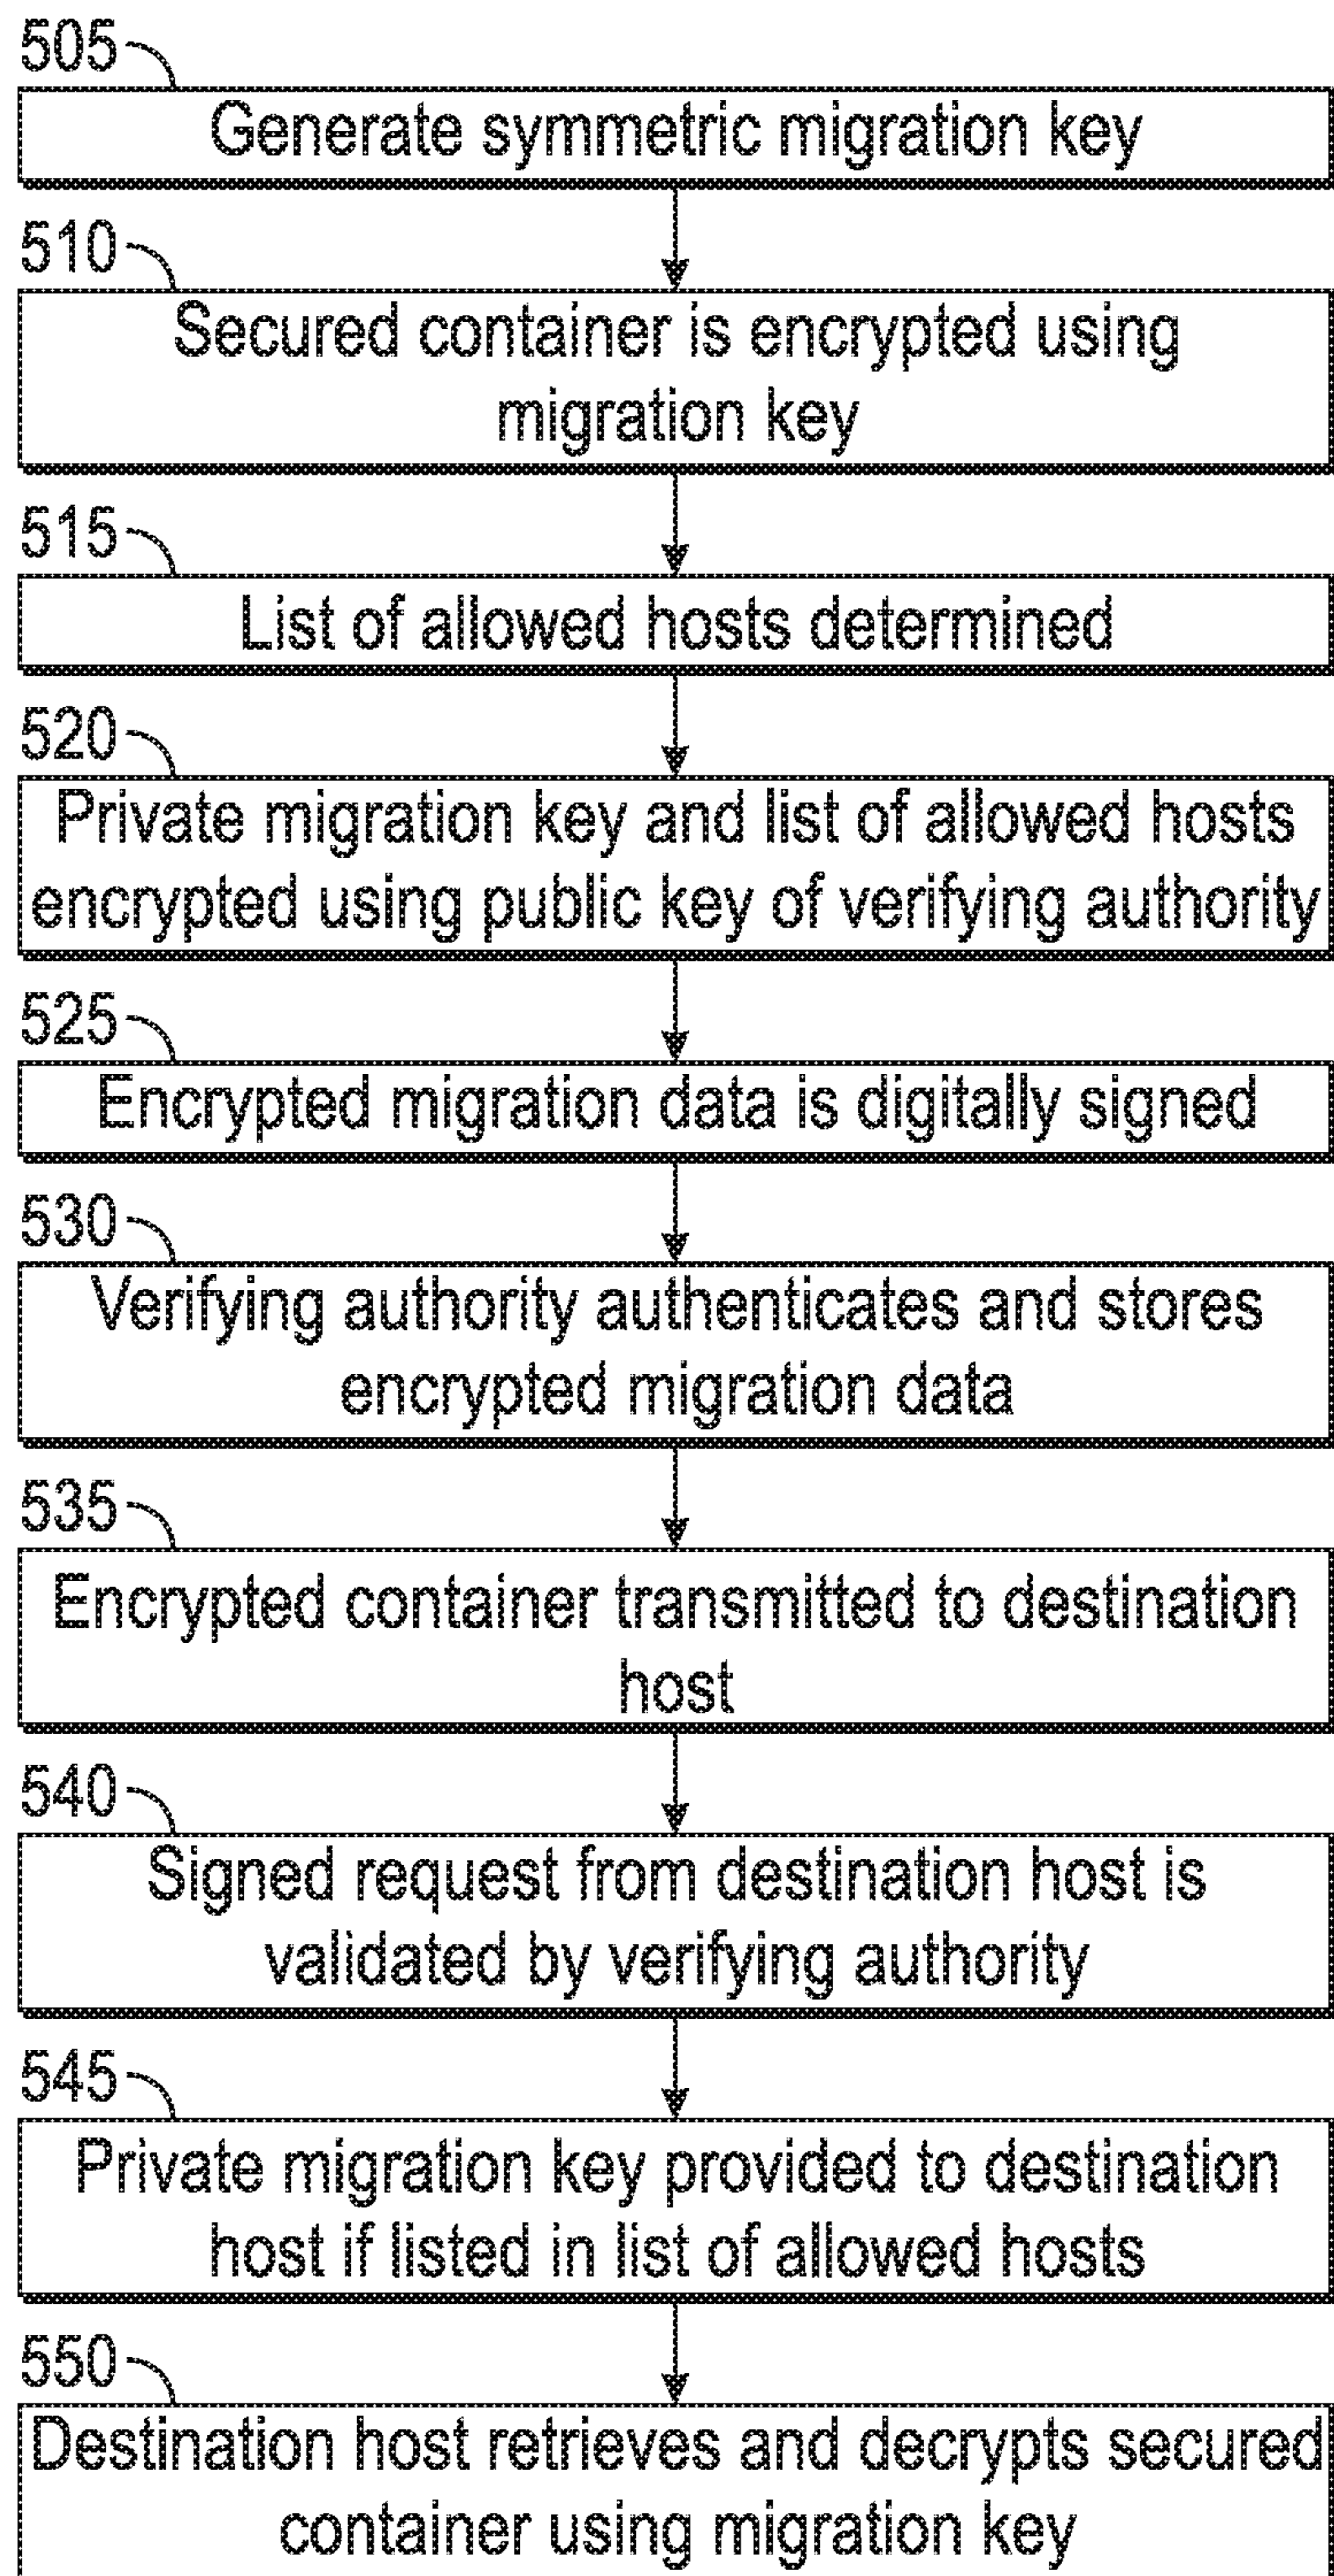 505
Generate symmetric migration key
510
Secured container is encrypted using
migration key
515
List of allowed hosts determined
520
Private migration key and list of allowed hosts
encrypted using public key of verifying authority
525
Encrypted migration data is digitally signed
530
Verifying authority authenticates and stores
encrypted migration data
535
Encrypted container transmitted to destination
host
540
Signed request from destination host is
validated by verifying authority
545
Private migration key provided to destination
host if listed in list of allowed hosts
550
Destination host retrieves and decrypts secured
container using migration key